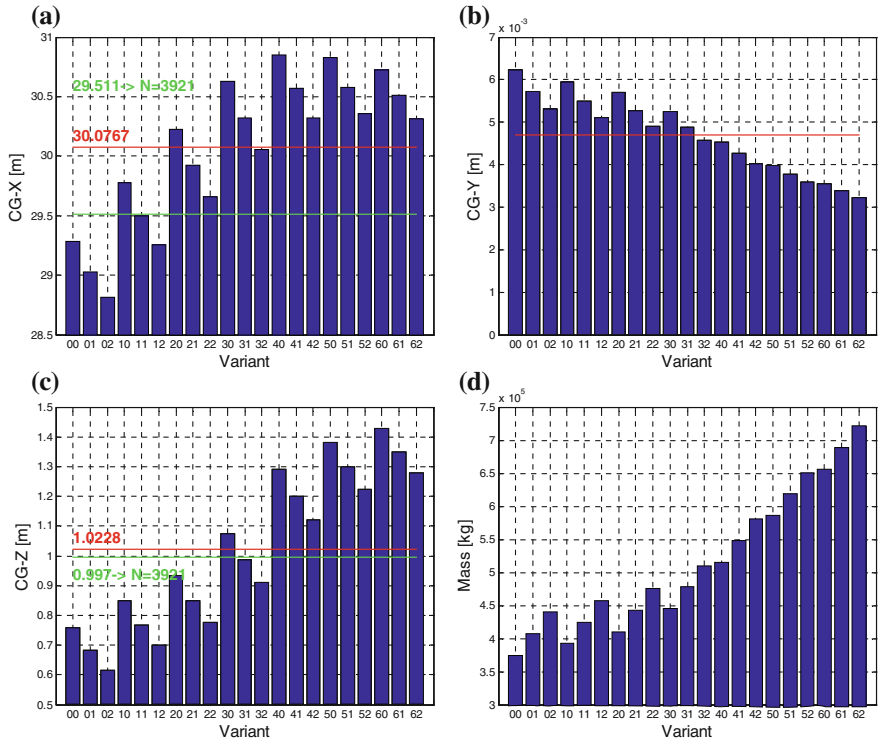 (a)
31
30.5
30
29.5
29
28.5
CG-X [m]
29.511-> N=3921
30.0767
00 01 02 10 11 12 20 21 22 30 31 32 40 41 42 50 51 52 60 61 62
Variant
(b)
x 10⁻³
7
6
5
4
3
2
1
0
CG-Y [m]
00 01 02 10 11 12 20 21 22 30 31 32 40 41 42 50 51 52 60 61 62
Variant
(c)
1.5
1.4
1.3
1.2
1.1
1
0.9
0.8
0.7
0.6
0.5
CG-Z [m]
1.0228
0.997-> N=3921
00 01 02 10 11 12 20 21 22 30 31 32 40 41 42 50 51 52 60 61 62
Variant
(d)
x 10⁵
7.5
7
6.5
6
5.5
5
4.5
4
3.5
3
Mass [kg]
00 01 02 10 11 12 20 21 22 30 31 32 40 41 42 50 51 52 60 61 62
Variant